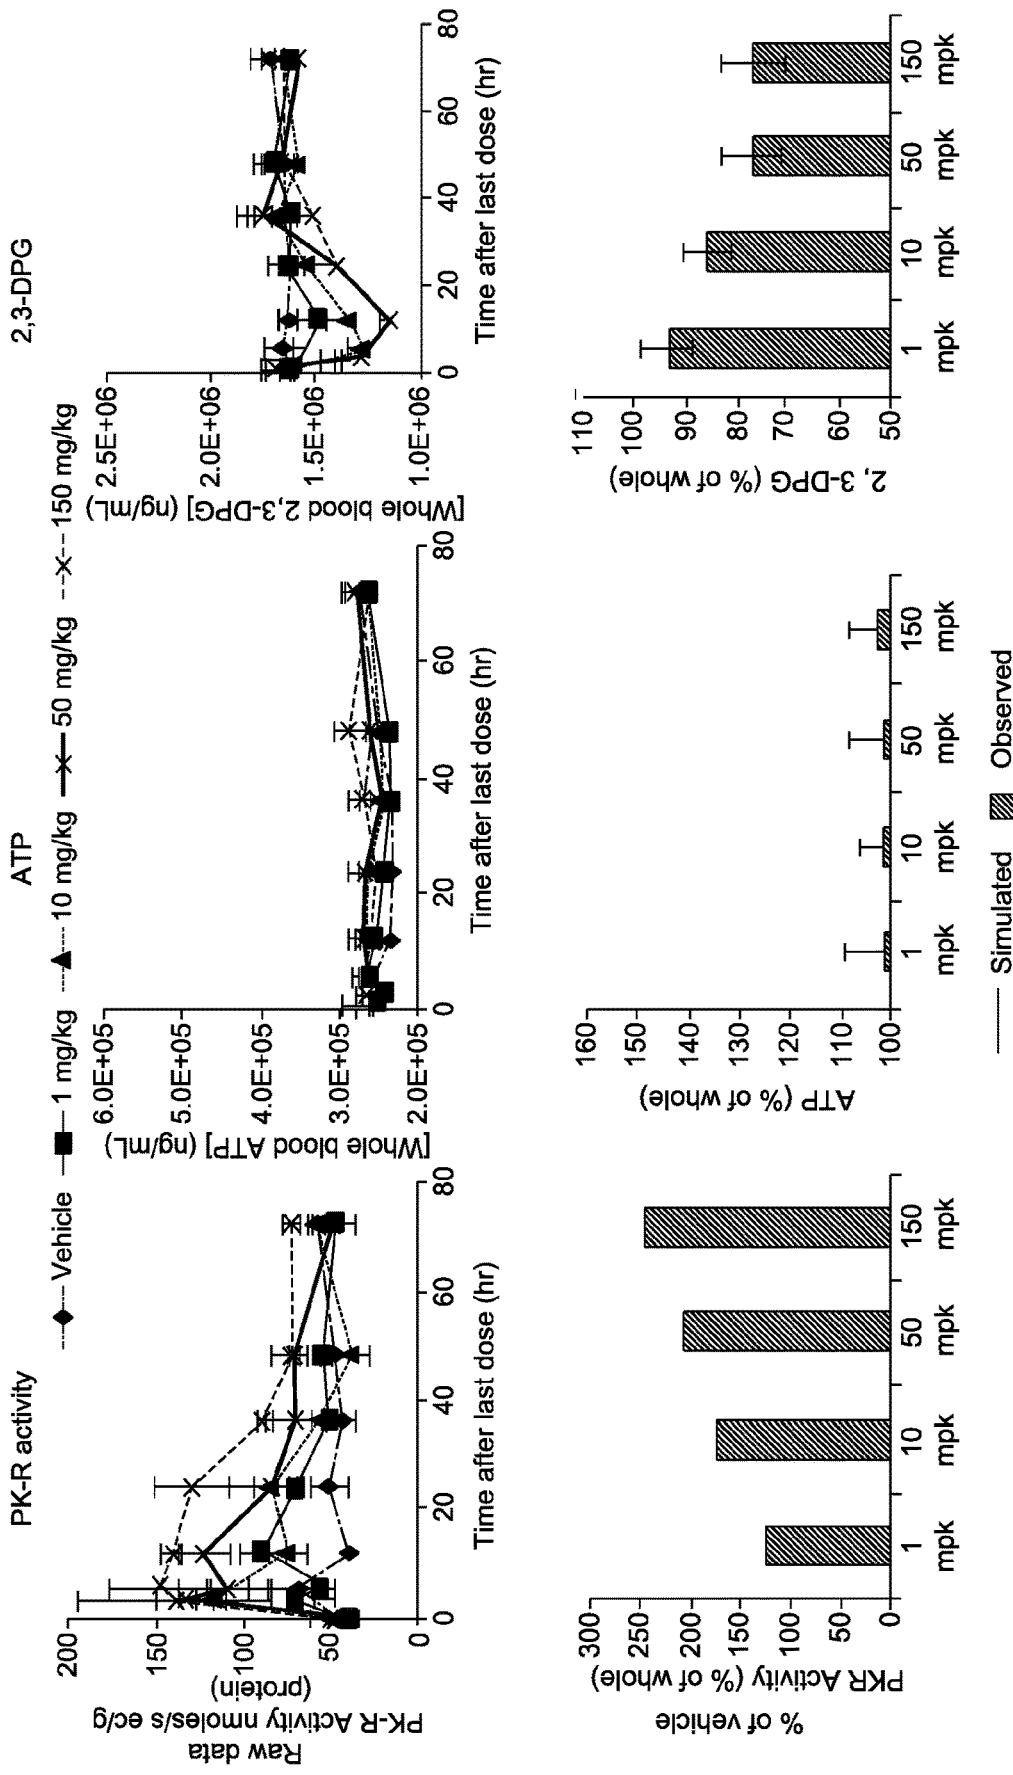 PK-R activity
ATP
2,3-DPG
Vehicle
1 mg/kg
10 mg/kg
50 mg/kg
150 mg/kg
Raw data
PK-R Activity nmoles/s ec/g
(protein)
200
150
100
50
0
0
20
40
60
80
Time after last dose (hr)
[Whole blood ATP] (ng/mL)
6.0E+05
5.0E+05
4.0E+05
3.0E+05
2.0E+05
0
20
40
60
80
Time after last dose (hr)
[Whole blood 2,3-DPG] (ng/mL)
2.5E+06
2.0E+06
1.5E+06
1.0E+06
0
20
40
60
80
Time after last dose (hr)
% of vehicle
PKR Activity (% of whole)
300
250
200
150
100
50
0
1
mpk
10
mpk
50
mpk
150
mpk
ATP (% of whole)
160
150
140
130
120
110
100
1
mpk
10
mpk
50
mpk
150
mpk
2, 3-DPG (% of whole)
110
100
90
80
70
60
50
1
mpk
10
mpk
50
mpk
150
mpk
Simulated
Observed